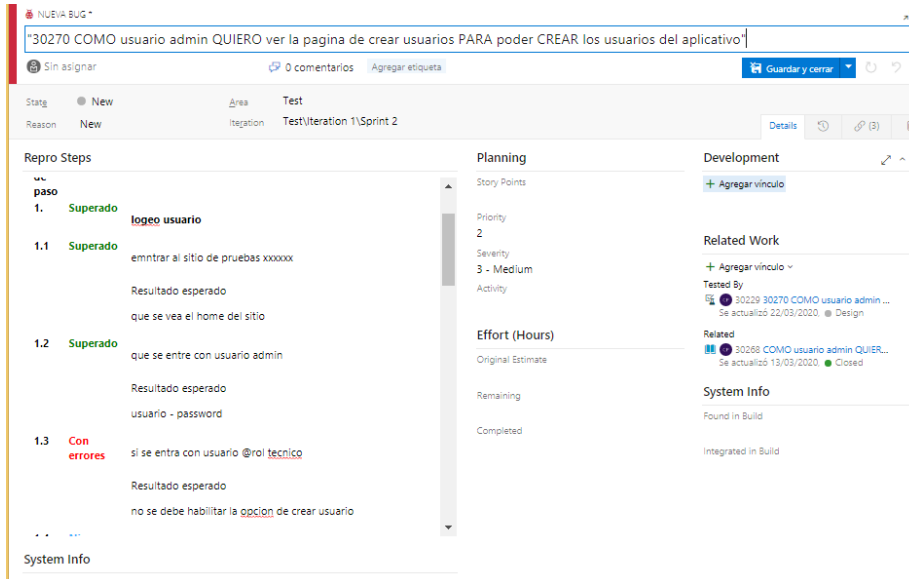 NUEVA BUG *
"30270 COMO usuario admin QUIERO ver la pagina de crear usuarios PARA poder CREAR los usuarios del aplicativo"
Sin asignar
0 comentarios
Agregar etiqueta
Guardar y cerrar
State
New
Area
Test
Reason
New
Iteration
Test\Iteration 1\Sprint 2
Details
(3)
Repro Steps
paso
1. Superado
logeo usuario
1.1 Superado
emntrar al sitio de pruebas xxxxxx
Resultado esperado
que se vea el home del sitio
1.2 Superado
que se entre con usuario admin
Resultado esperado
usuario - password
1.3 Con
errores
si se entra con usuario @rol tecnico
Resultado esperado
no se debe habilitar la opcion de crear usuario
System Info
Planning
Story Points
Priority
2
Severity
3 - Medium
Activity
Effort (Hours)
Original Estimate
Remaining
Completed
Development
+ Agregar vínculo
Related Work
+ Agregar vínculo
Tested By
30229 30270 COMO usuario admin ...
Se actualizó 22/03/2020, Design
Related
30268 COMO usuario admin QUIER...
Se actualizó 13/03/2020, Closed
System Info
Found in Build
Integrated in Build